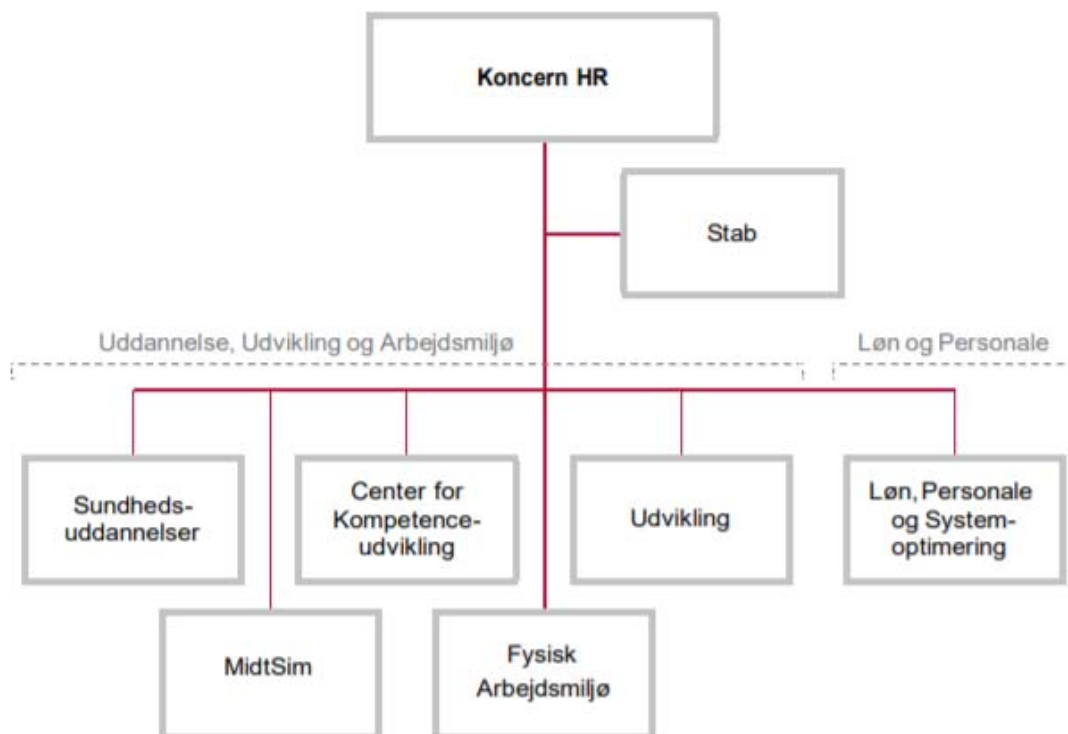 Koncern HR
Stab
Uddannelse, Udvikling og Arbejdsmiljø
Løn og Personale
Sundheds-
uddannelser
Center for
Kompetence-
udvikling
Udvikling
Løn, Personale
og System-
optimering
MidtSim
Fysisk
Arbejdsmiljø